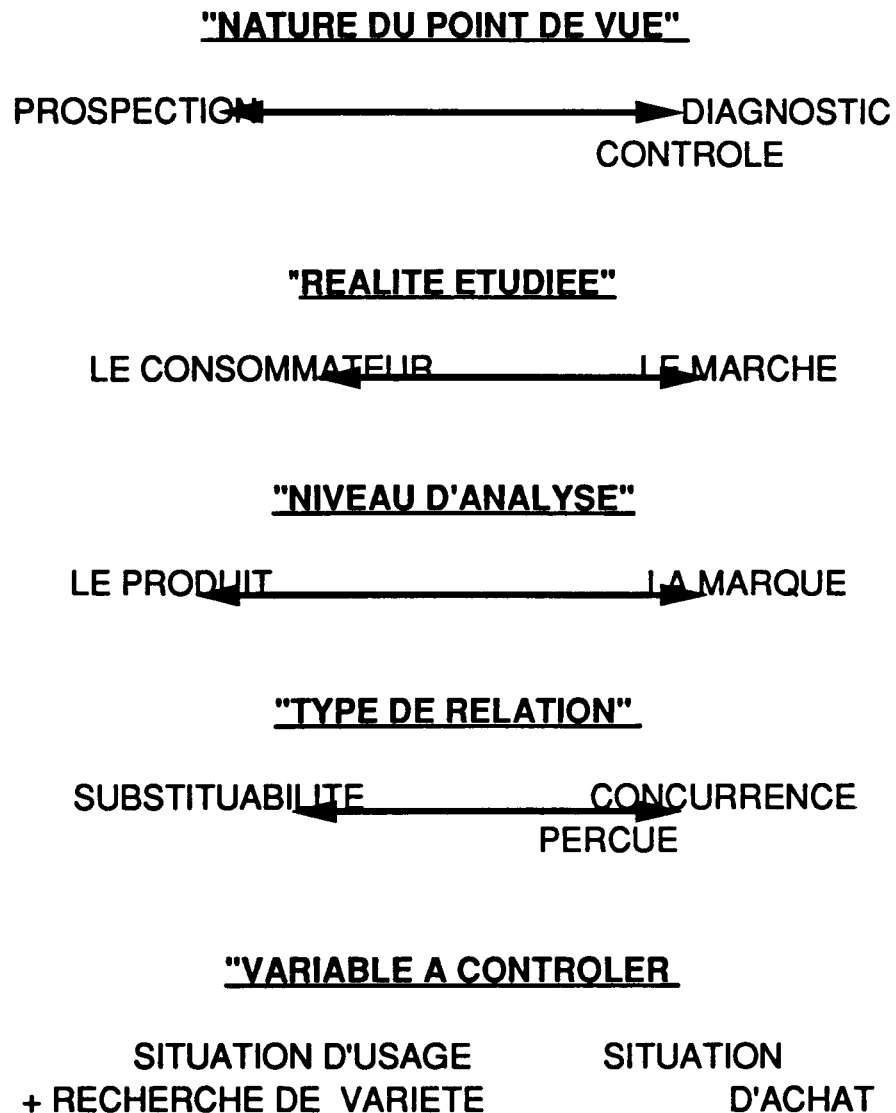 "NATURE DU POINT DE VUE"
PROSPECTION DIAGNOSTIC
CONTROLE
"REALITE ETUDIEE"
LE CONSOMMATEUR LE MARCHE
"NIVEAU D'ANALYSE"
LE PRODUIT LA MARQUE
"TYPE DE RELATION"
SUBSTITUABILITE CONCURRENCE
PERCUE
"VARIABLE A CONTROLER
SITUATION D'USAGE SITUATION
+ RECHERCHE DE VARIETE D'ACHAT